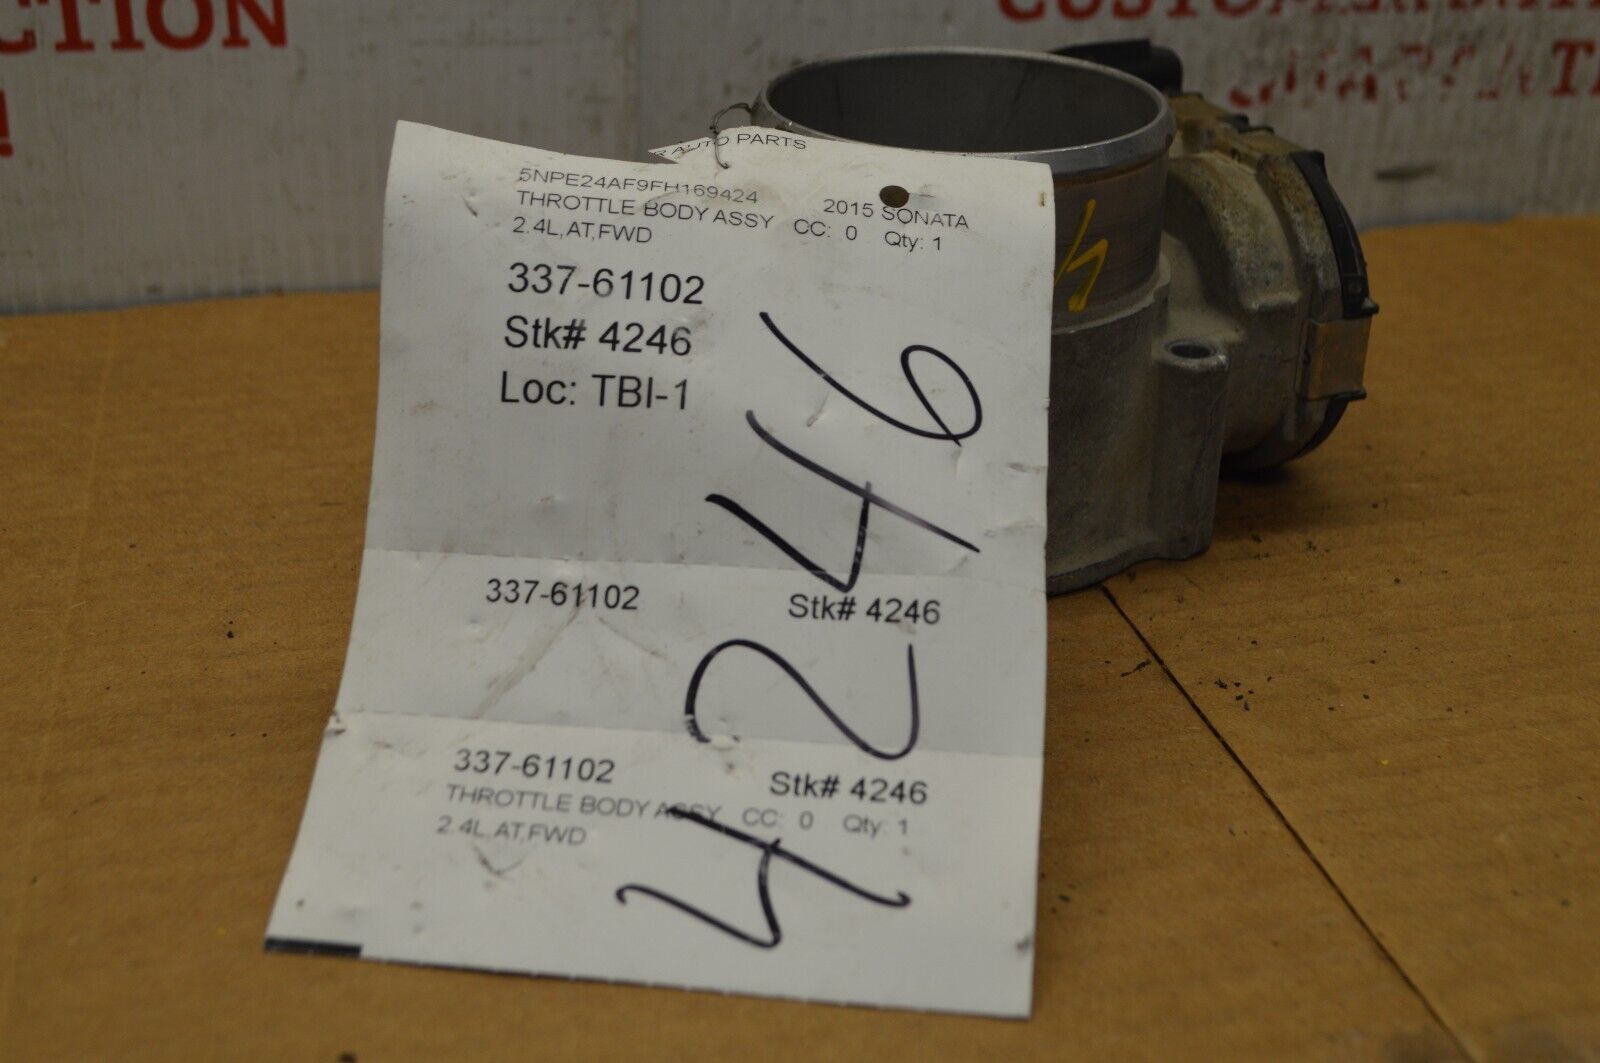 CTION
AUTO PARTS
5NPE24AF9FH169424 2015 SONATA
THROTTLE BODY ASSY CC: 0 Qty: 1
2.4L,AT,FWD
337-61102
Stk# 4246
Loc: TBI-1
4246
337-61102 Stk# 4246
337-61102 Stk# 4246
THROTTLE BODY ASSY CC: 0 Qty: 1
2.4L,AT,FWD
4